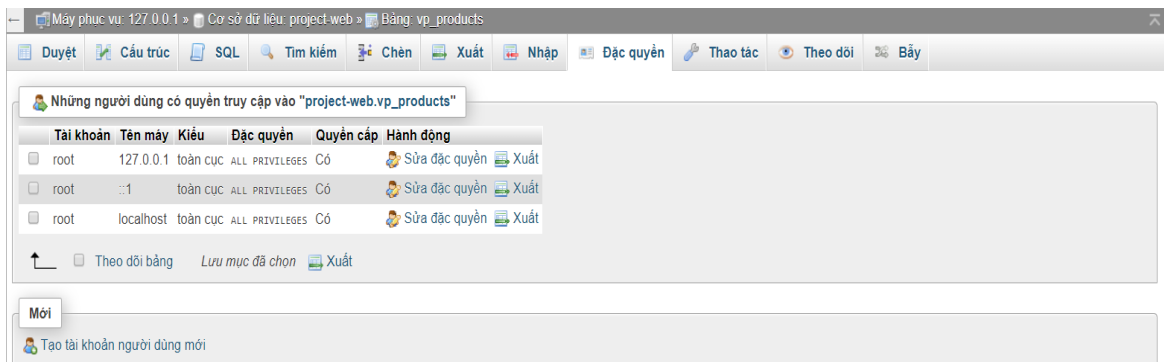 Máy phục vụ: 127.0.0.1 » Cơ sở dữ liệu: project-web » Bảng: vp_products
Duyệt Cấu trúc SQL Tìm kiếm Chèn Xuất Nhập Đặc quyền Thao tác Theo dõi Bẫy
Những người dùng có quyền truy cập vào "project-web.vp_products"
Tài khoản Tên máy Kiểu Đặc quyền Quyền cấp Hành động
root 127.0.0.1 toàn cục ALL PRIVILEGES Có Sửa đặc quyền Xuất
root ::1 toàn cục ALL PRIVILEGES Có Sửa đặc quyền Xuất
root localhost toàn cục ALL PRIVILEGES Có Sửa đặc quyền Xuất
Theo dõi bảng Lưu mục đã chọn Xuất
Mới
Tạo tài khoản người dùng mới